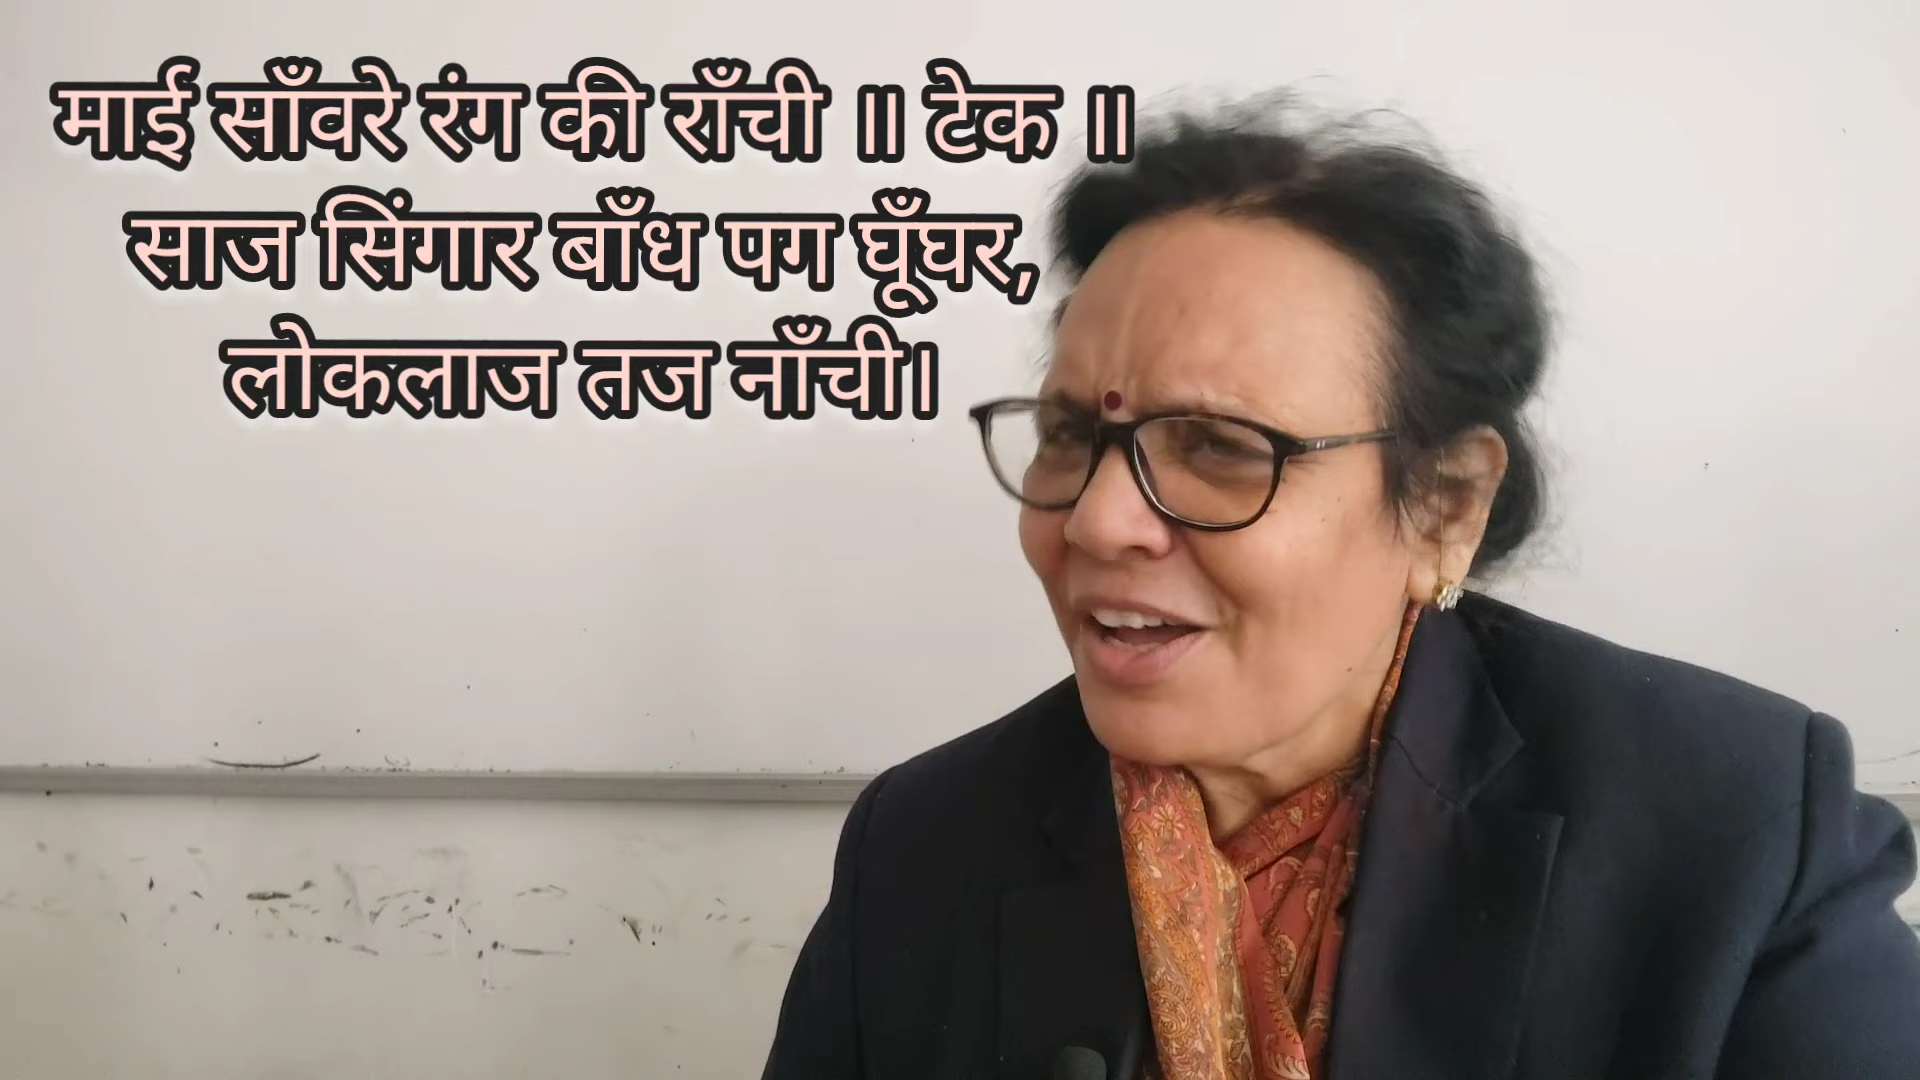 माई साँवरे रंग की राँची ॥ टेक ॥
साज सिंगार बाँध पग घूँघर,
लोकलाज तज नाँची।